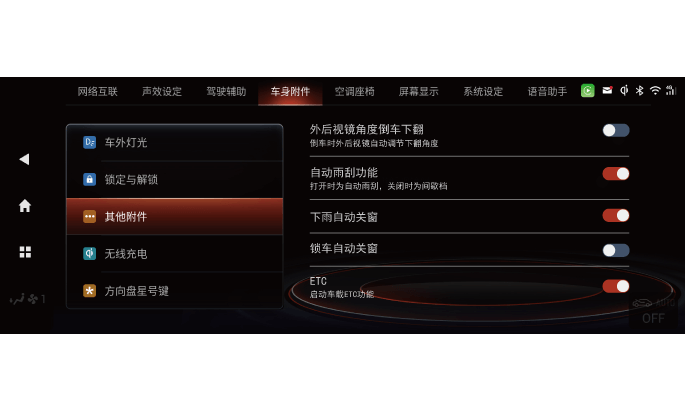 网络互联 声效设定 驾驶辅助 车身附件 空调座椅 屏幕显示 系统设定 语音助手 4G
车外灯光
锁定与解锁
其他附件
无线充电
方向盘星号键
外后视镜角度倒车下翻
倒车时外后视镜自动调节下翻角度
自动雨刮功能
打开时为自动雨刮，关闭时为间歇档
下雨自动关窗
锁车自动关窗
ETC
启动车载ETC功能
1
AUTO
OFF